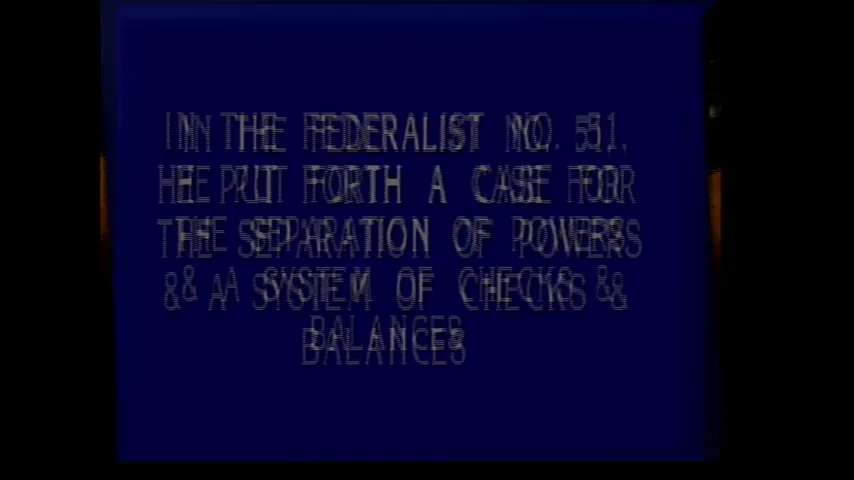 IN THE FEDERALIST NO. 51,
HE PUT FORTH A CASE FOR
THE SEPARATION OF POWERS
& A SYSTEM OF CHECKS &
BALANCES